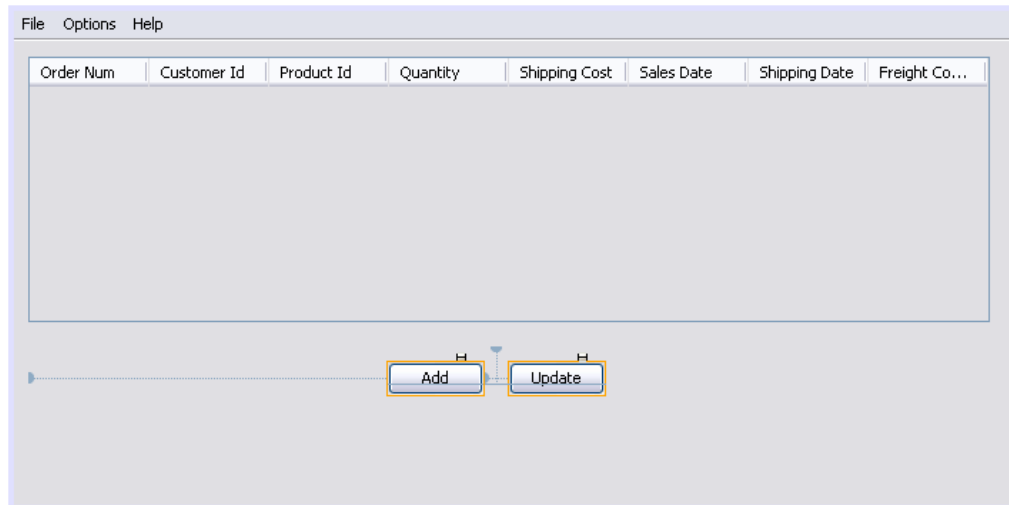 File Options Help
Order Num Customer Id Product Id Quantity Shipping Cost Sales Date Shipping Date Freight Co...
Add Update